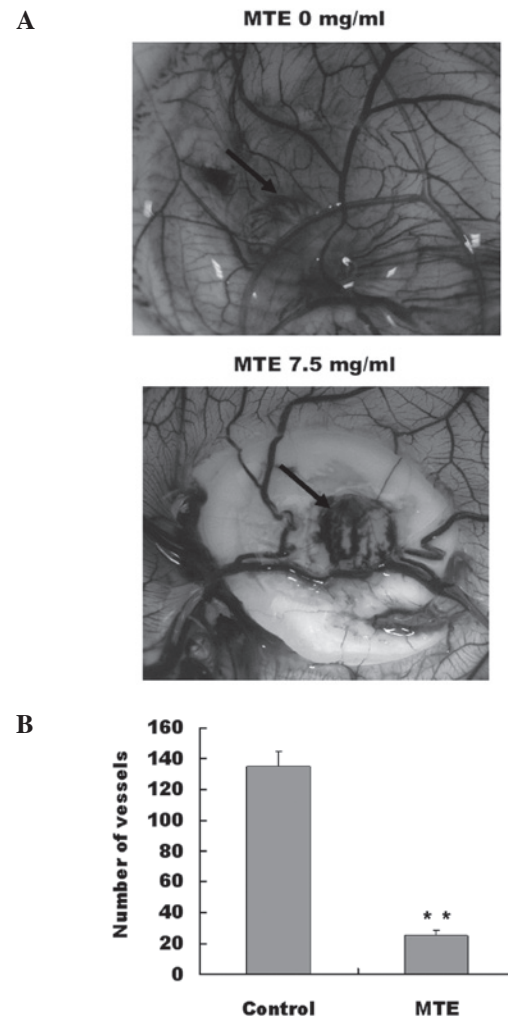 A
MTE 0 mg/ml
MTE 7.5 mg/ml
B
Number of vessels
160
140
120
100
80
60
40
20
0
* *
Control
MTE